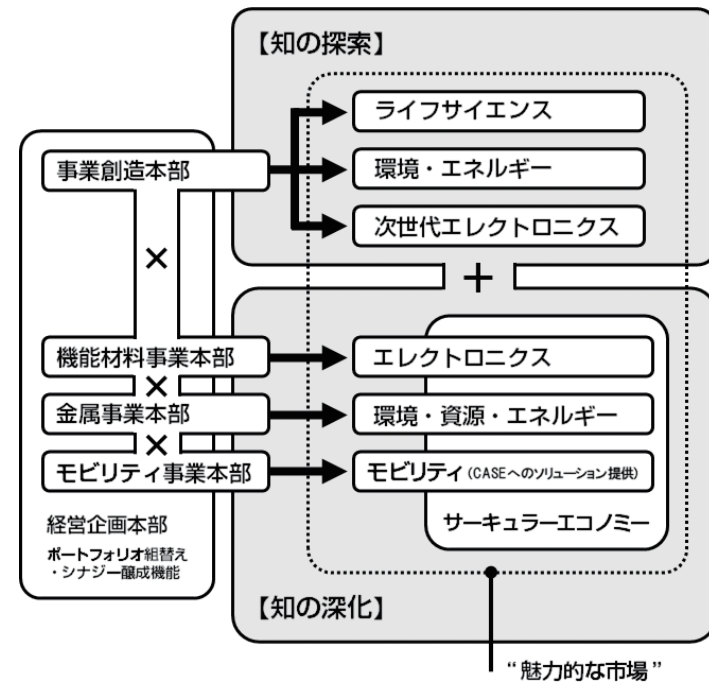 【知の探索】
ライフサイエンス
事業創造本部
環境・エネルギー
次世代エレクトロニクス
×
+
機能材料事業本部
エレクトロニクス
×
金属事業本部
環境・資源・エネルギー
×
モビリティ事業本部
モビリティ(CASEへのソリューション提供)
経営企画本部
サーキュラーエコノミー
ポートフォリオ組替え
・シナジー醸成機能
【知の深化】
“魅力的な市場”